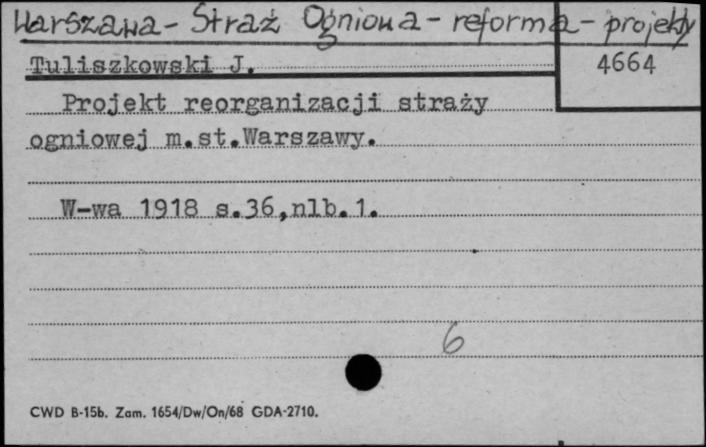 Warszawa - Straż Ogniowa - reforma - projekty
Tuliszkowski J.
4664
Projekt reorganizacji straży
ogniowej m.st.Warszawy.
W-wa 1918 s.36,nlb.1.
6
CWD B-15b. Zam. 1654/Dw/On/68 GDA-2710.